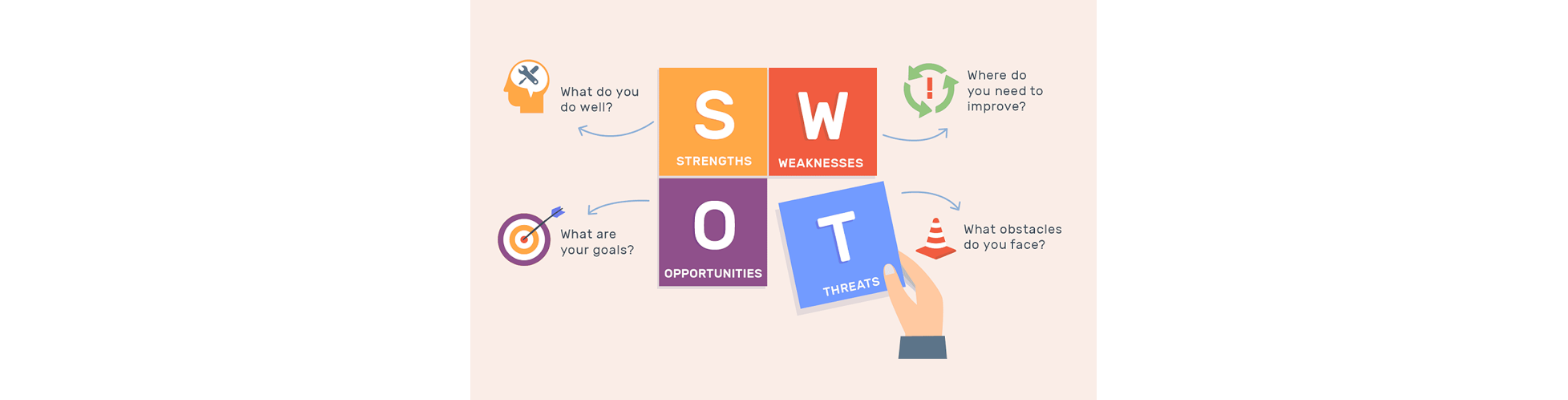 What do you
do well?
S
STRENGTHS
W
WEAKNESSES
Where do
you need to
improve?
!
What are
your goals?
O
OPPORTUNITIES
T
THREATS
What obstacles
do you face?